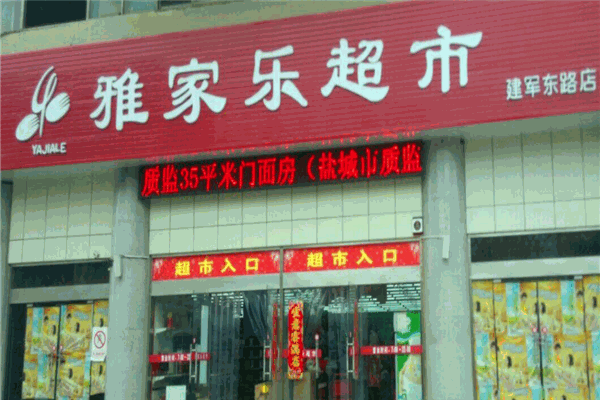 雅家乐超市
YAJIALE
建军东路店
质监35平米门面房（盐城市质监
超市入口 超市入口